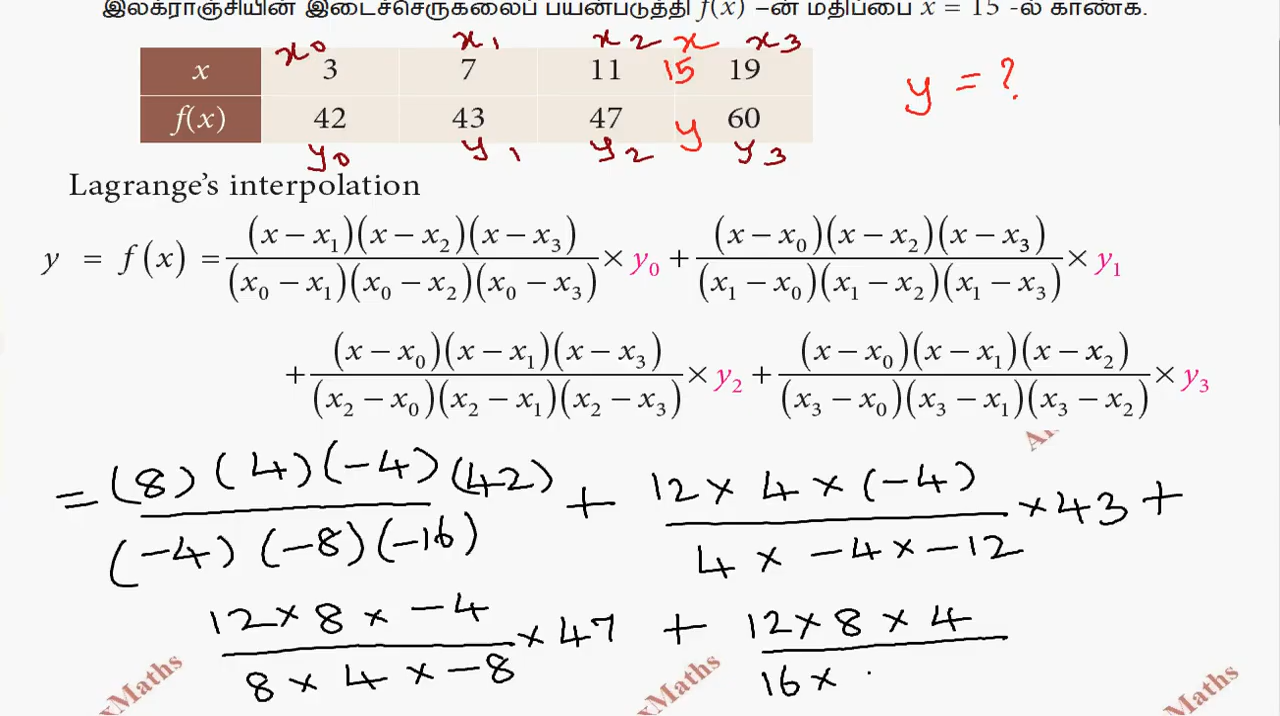 இலக்ராஞ்சியின் இடைச்செருகலைப் பயன்படுத்தி f(x) –ன் மதிப்பை x = 15 -ல் காண்க.
x₀ x₁ x₂ x x₃
x 3 7 11 15 19
y = ?
f(x) 42 43 47 y 60
y₀ y₁ y₂ y₃
Lagrange's interpolation
y = f(x) = (x – x₁)(x – x₂)(x – x₃) / (x₀ – x₁)(x₀ – x₂)(x₀ – x₃) × y₀ + (x – x₀)(x – x₂)(x – x₃) / (x₁ – x₀)(x₁ – x₂)(x₁ – x₃) × y₁
+ (x – x₀)(x – x₁)(x – x₃) / (x₂ – x₀)(x₂ – x₁)(x₂ – x₃) × y₂ + (x – x₀)(x – x₁)(x – x₂) / (x₃ – x₀)(x₃ – x₁)(x₃ – x₂) × y₃
= (8)(4)(-4)(42) / (-4)(-8)(-16) + 12 × 4 × (-4) / 4 × -4 × -12 × 43 +
12 × 8 × -4 / 8 × 4 × -8 × 47 + 12 × 8 × 4 / 16 ×
xMaths xMaths Maths